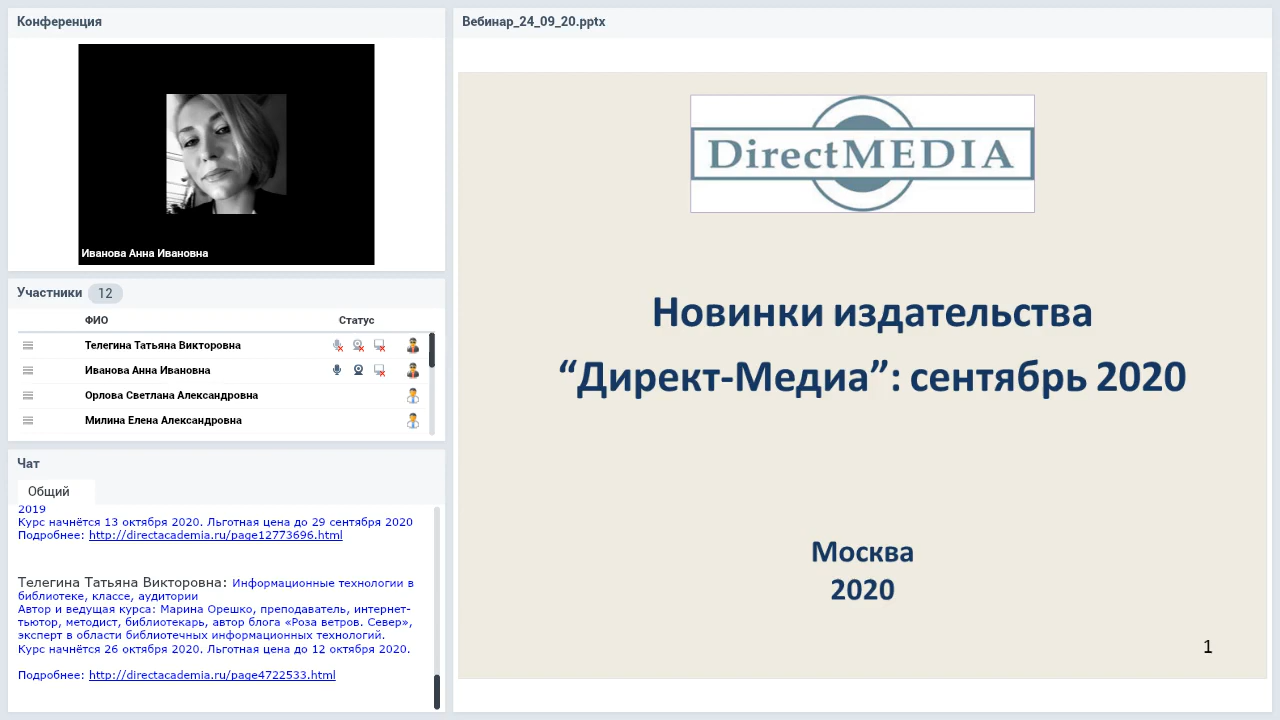 Конференция
Иванова Анна Ивановна
Участники 12
ФИО Статус
Телегина Татьяна Викторовна
Иванова Анна Ивановна
Орлова Светлана Александровна
Милина Елена Александровна
Чат
Общий
2019
Курс начнётся 13 октября 2020. Льготная цена до 29 сентября 2020
Подробнее: http://directacademia.ru/page12773696.html
Телегина Татьяна Викторовна: Информационные технологии в
библиотеке, классе, аудитории
Автор и ведущая курса: Марина Орешко, преподаватель, интернет-
тьютор, методист, библиотекарь, автор блога «Роза ветров. Север»,
эксперт в области библиотечных информационных технологий.
Курс начнётся 26 октября 2020. Льготная цена до 12 октября 2020.
Подробнее: http://directacademia.ru/page4722533.html
Вебинар_24_09_20.pptx
DirectMEDIA
Новинки издательства
“Директ-Медиа”: сентябрь 2020
Москва
2020
1